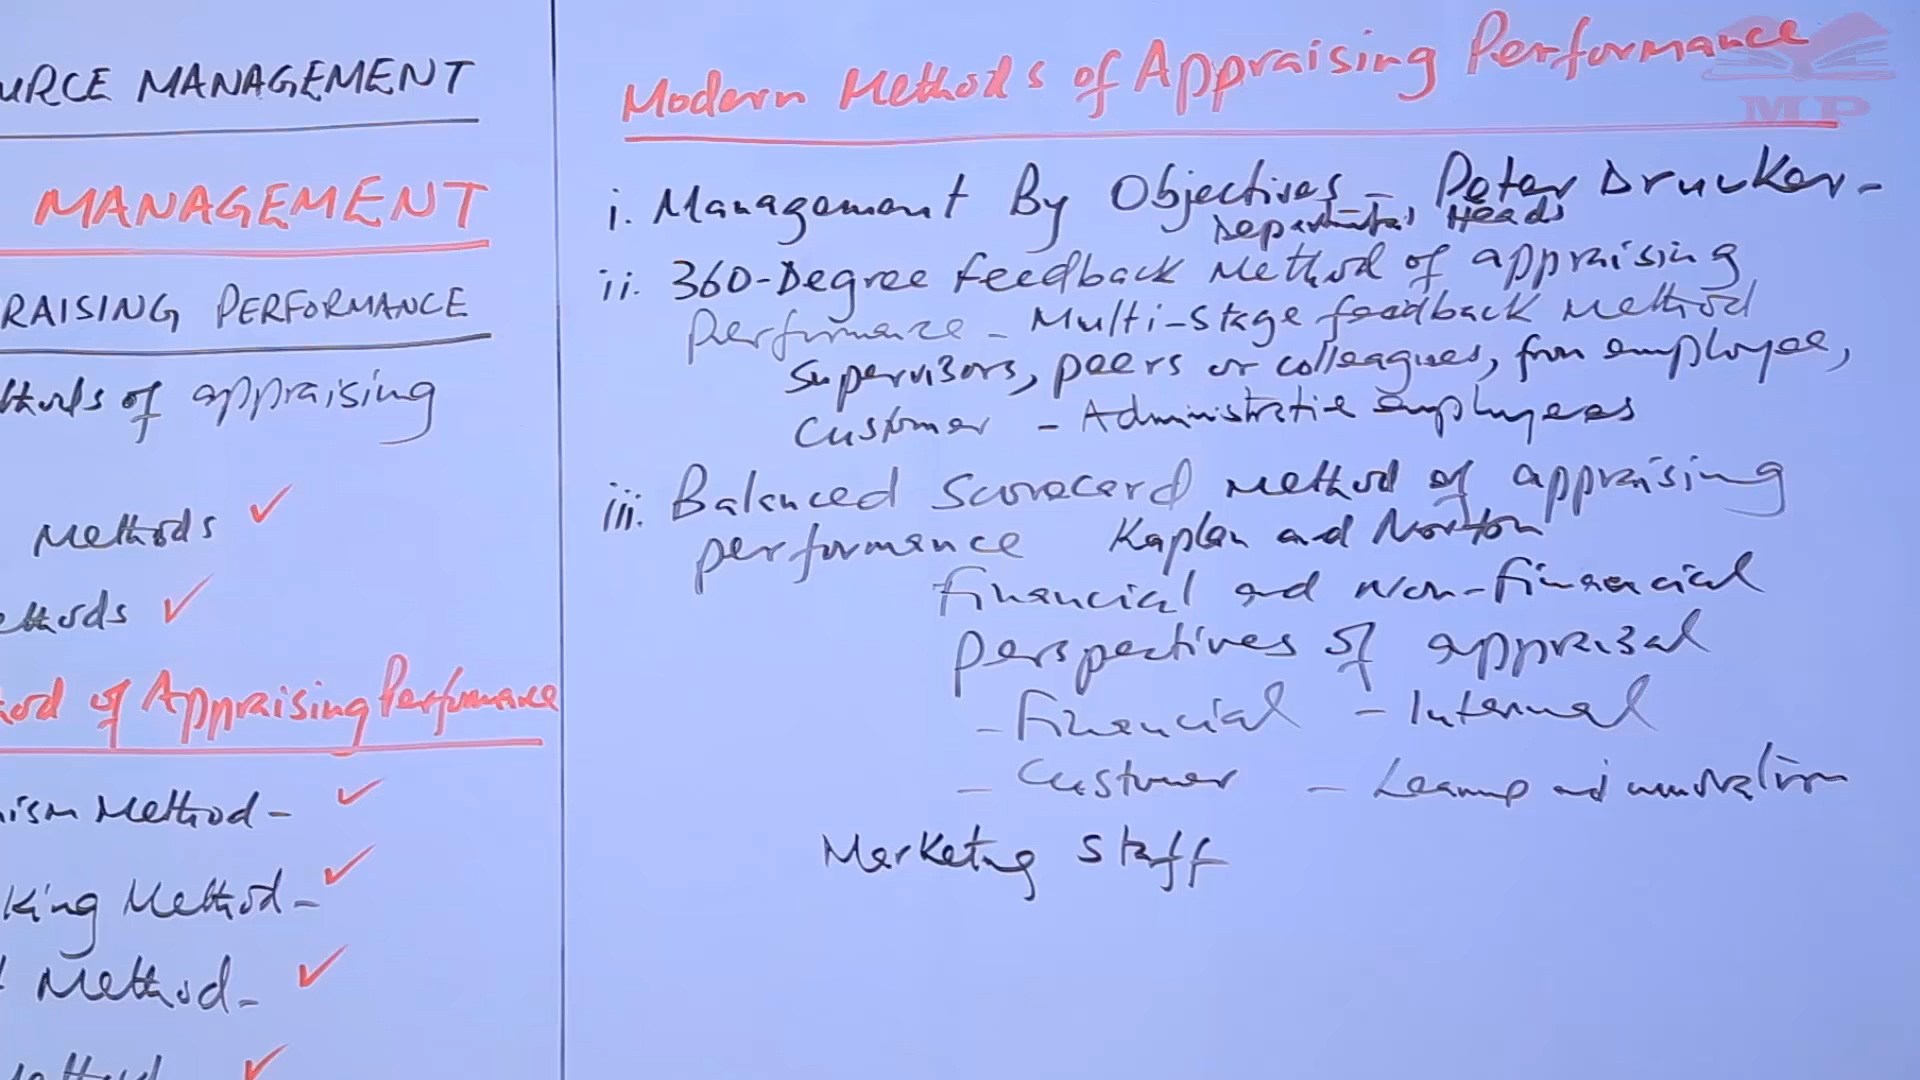 URCE MANAGEMENT
MANAGEMENT
RAISING PERFORMANCE
thods of appraising
Methods ✓
ethods ✓
hod of Appraising Performance
ism Method - ✓
king Method - ✓
Method - ✓
✓
Modern Methods of Appraising Performance
MP
i. Management By Objectives - Peter Drucker -
Departmental Heads
ii. 360-Degree feedback Method of appraising
performance - Multi-stage feedback Method
Supervisors, peers or colleagues, from employee,
Customer - Administrative employees
iii. Balanced Scorecard method of appraising
performance Kaplan and Norton
Financial and non-financial
perspectives of appraisal
- Financial - Internal
- Customer - Learning and innovation
Marketing Staff